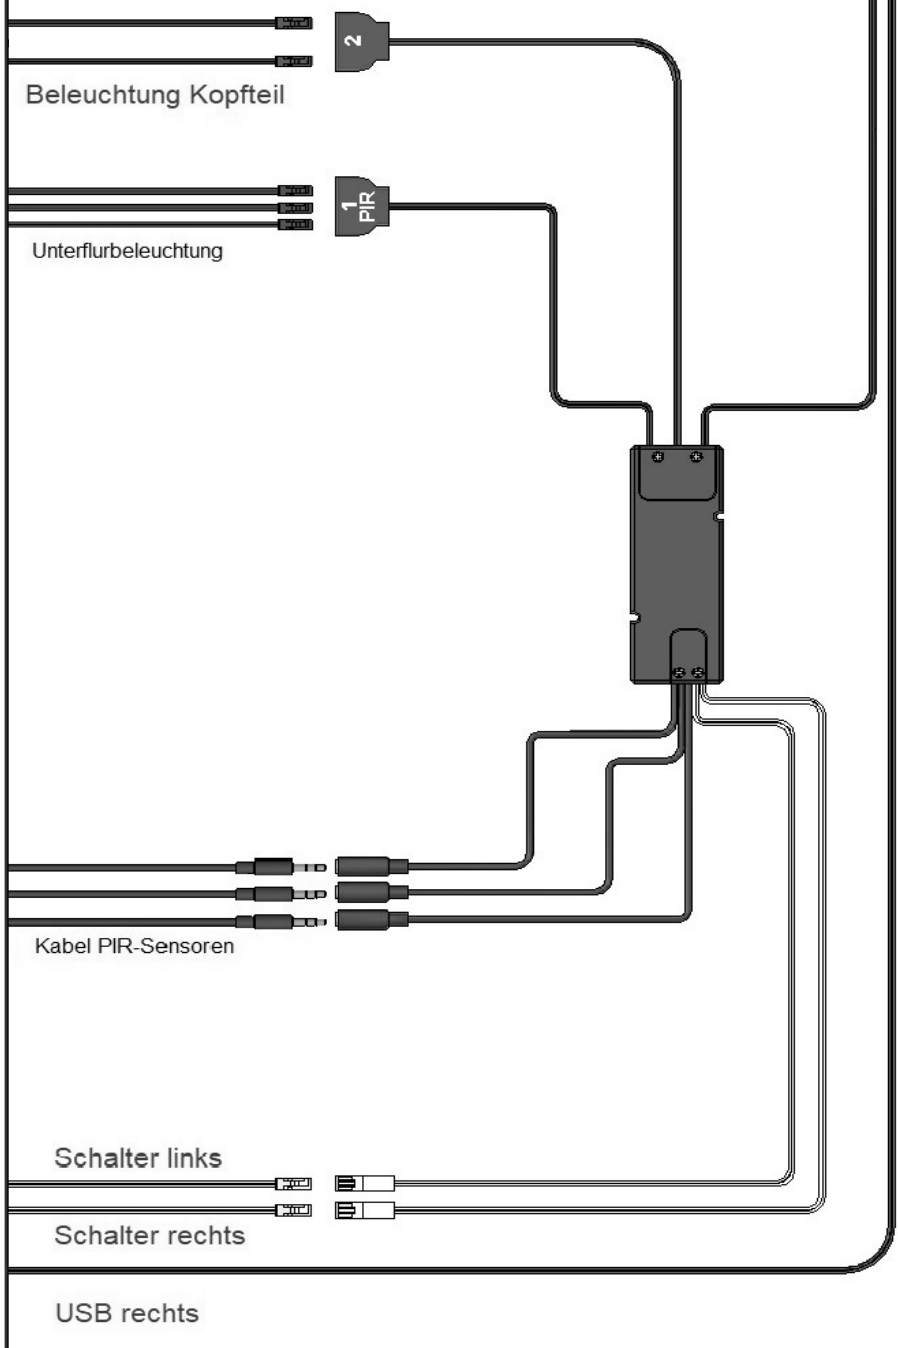 2
Beleuchtung Kopfteil
1
PIR
Unterflurbeleuchtung
Kabel PIR-Sensoren
Schalter links
Schalter rechts
USB rechts